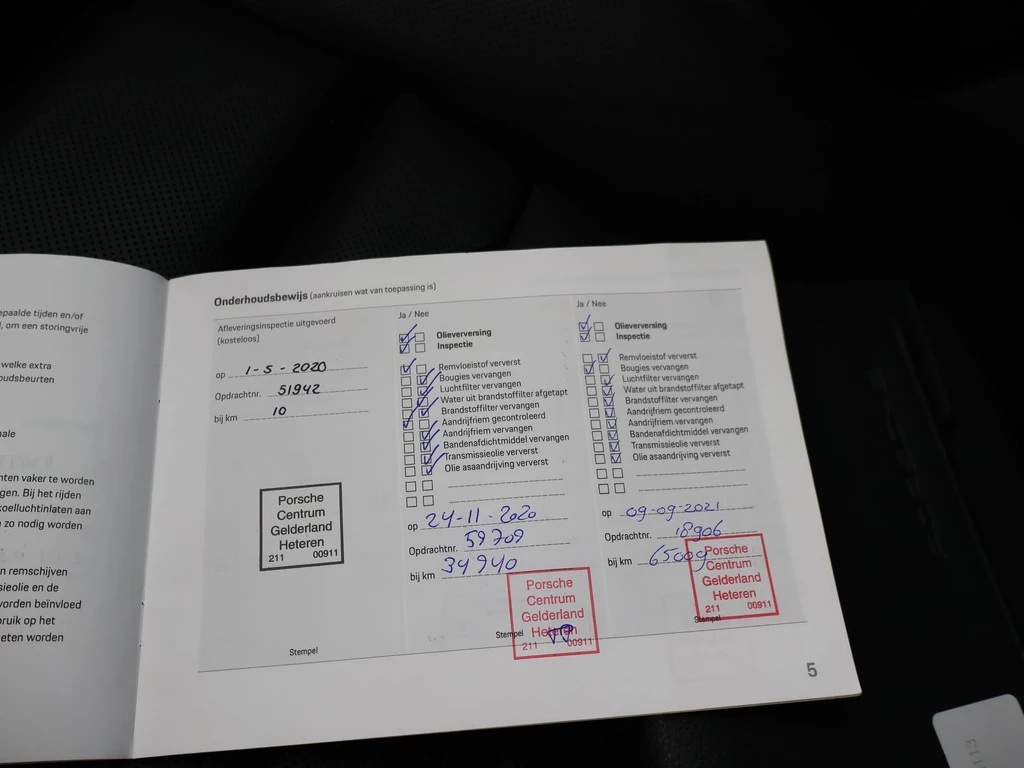 epaalde tijden en/of
, om een storingvrije
welke extra
oudsbeurten
nale
nten vaker te worden
gen. Bij het rijden
koelluchtinlaten aan
zo nodig worden
n remschijven
sieolie en de
vorden beïnvloed
ruik op het
eten worden
Onderhoudsbewijs (aankruisen wat van toepassing is)
Afleveringsinspectie uitgevoerd
(kosteloos)
op 1-5-2020
Opdrachtnr. 51942
bij km 10
Porsche
Centrum
Gelderland
Heteren
211 00911
Stempel
Ja / Nee
Olieverversing
Inspectie
Remvloeistof ververst
Bougies vervangen
Luchtfilter vervangen
Water uit brandstoffilter afgetapt
Brandstoffilter vervangen
Aandrijfriem gecontroleerd
Aandrijfriem vervangen
Bandenafdichtmiddel vervangen
Transmissieolie ververst
Olie asaandrijving ververst
op 24-11-2020
Opdrachtnr. 59709
bij km 34940
Porsche
Centrum
Gelderland
Stempel Heteren
211 00911
Ja / Nee
Olieverversing
Inspectie
Remvloeistof ververst
Bougies vervangen
Luchtfilter vervangen
Water uit brandstoffilter afgetapt
Brandstoffilter vervangen
Aandrijfriem gecontroleerd
Aandrijfriem vervangen
Bandenafdichtmiddel vervangen
Transmissieolie ververst
Olie asaandrijving ververst
op 09-09-2021
Opdrachtnr. 18906
bij km 65009
Porsche
Centrum
Gelderland
Heteren
211 00911
Stempel
5